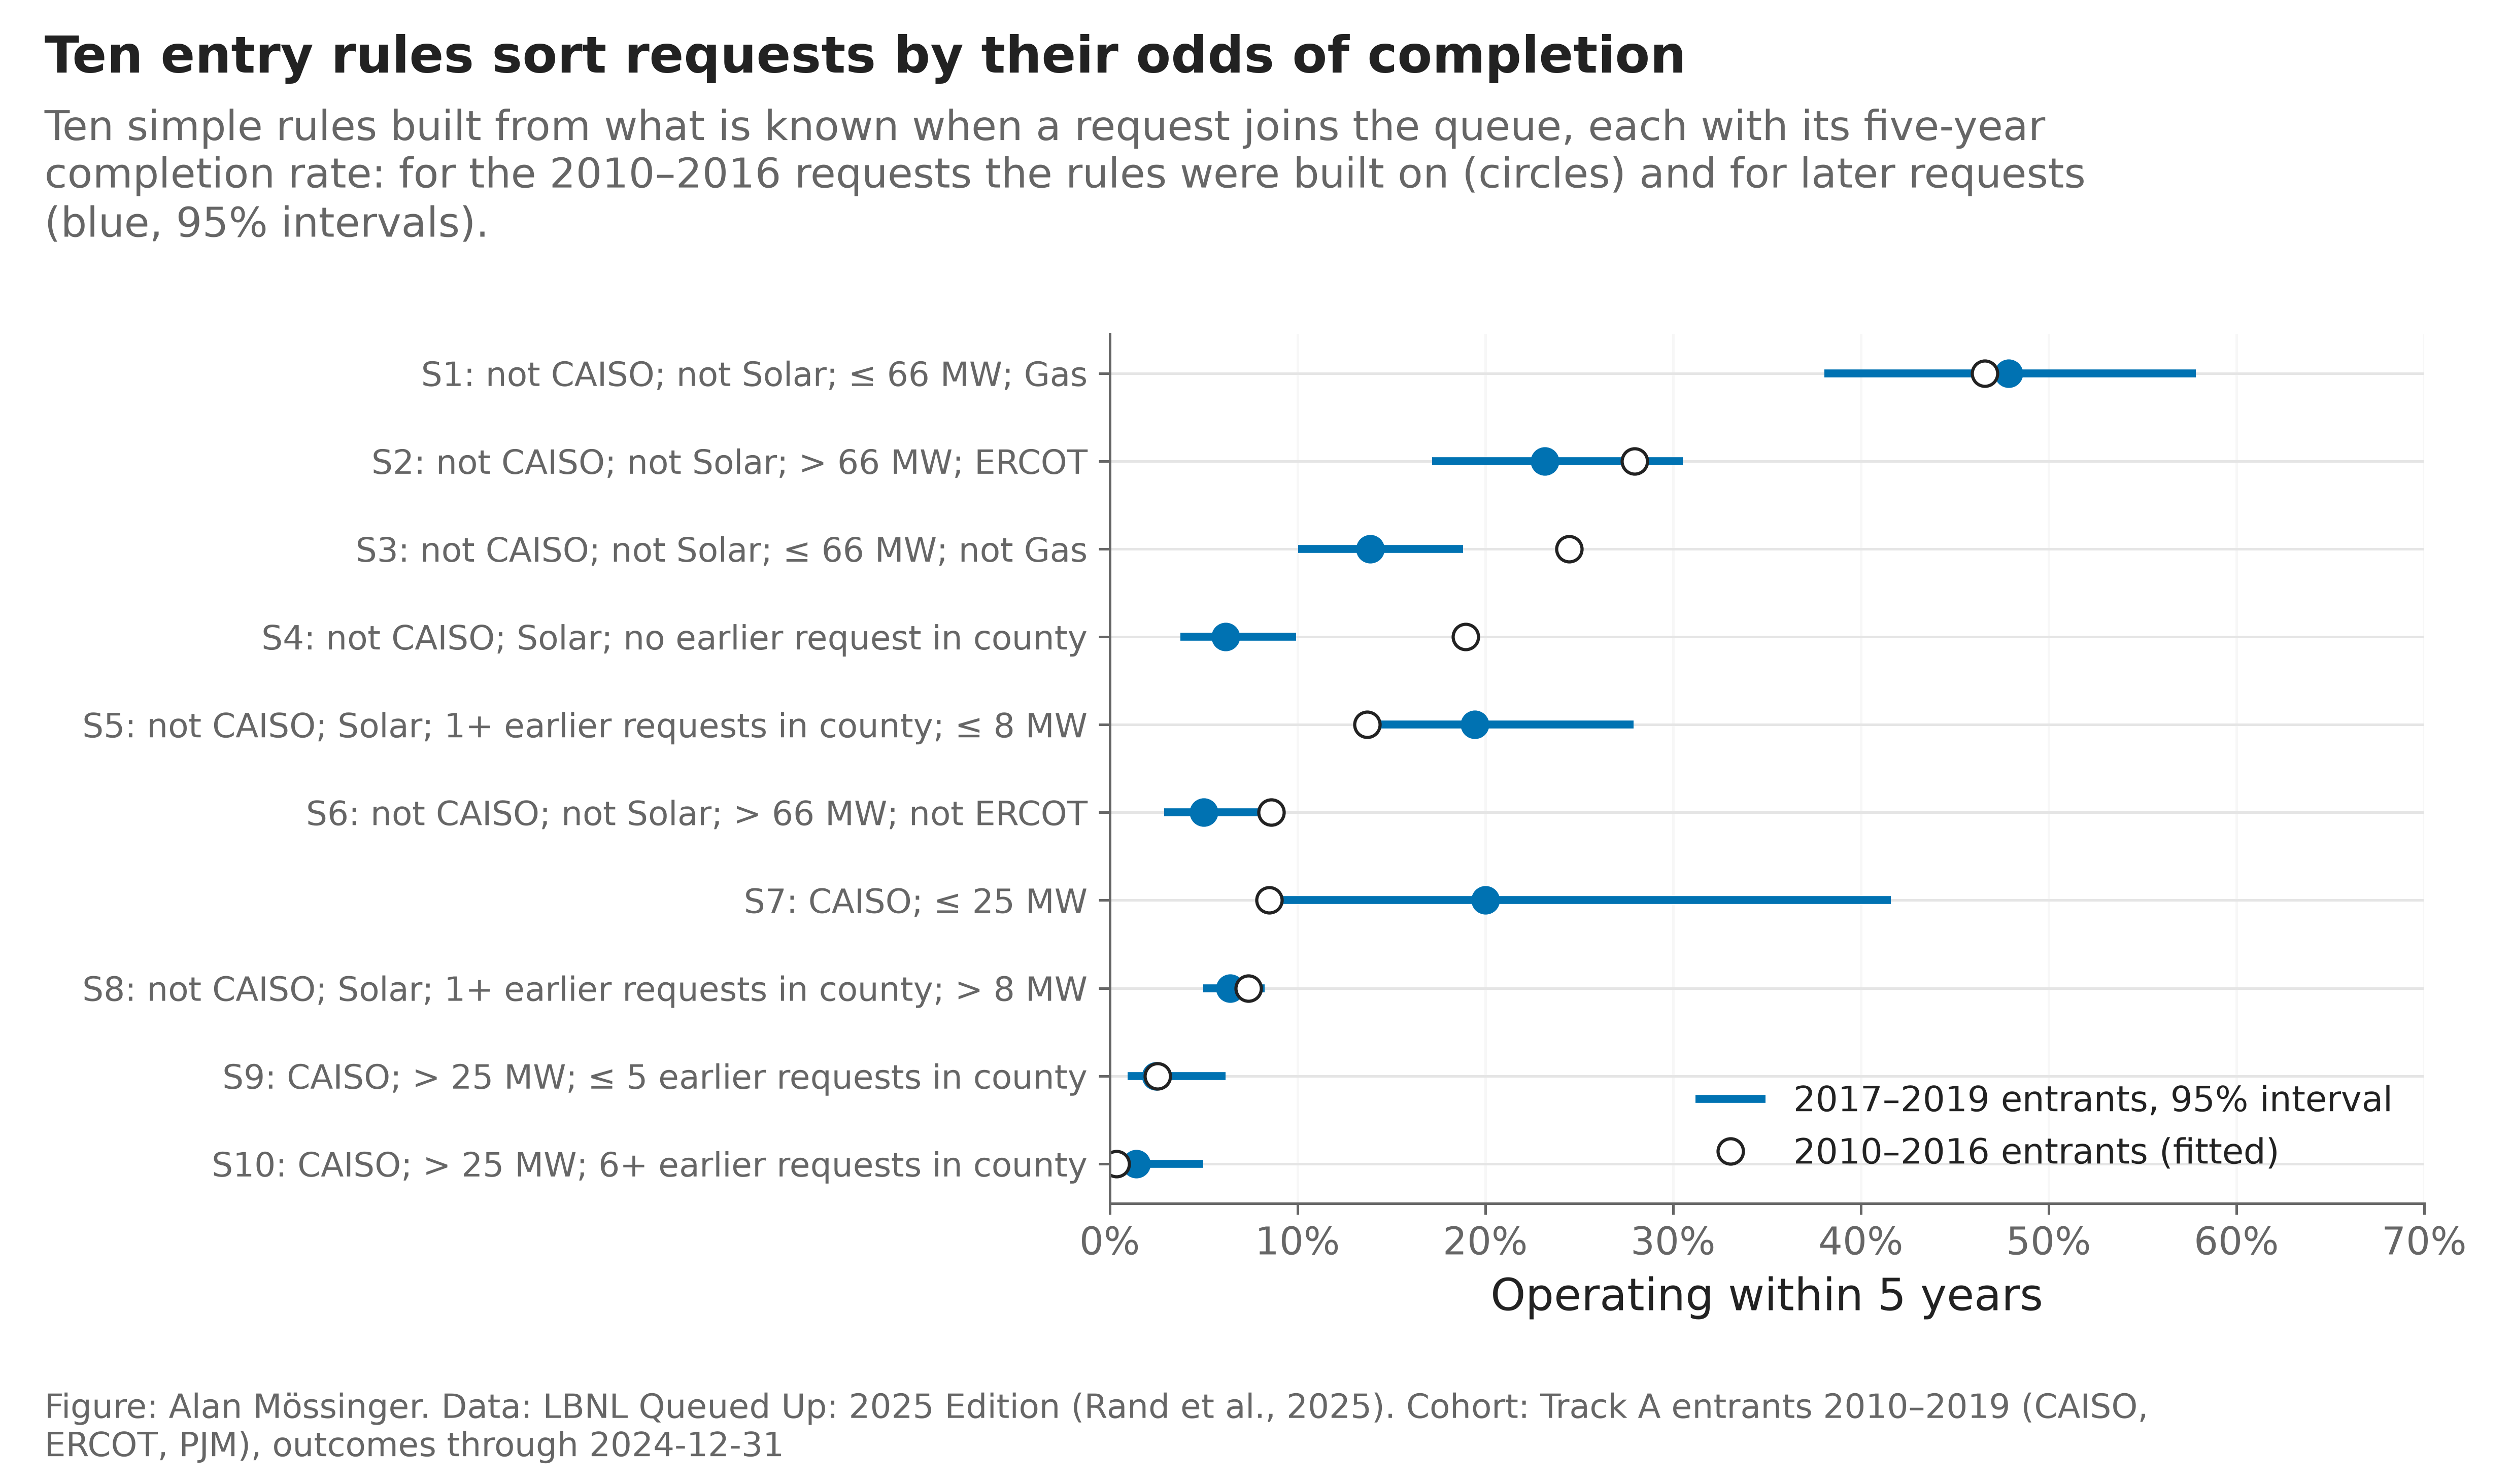 Ten entry rules sort requests by their odds of completion
Ten simple rules built from what is known when a request joins the queue, each with its five-year
completion rate: for the 2010–2016 requests the rules were built on (circles) and for later requests
(blue, 95% intervals).
S1: not CAISO; not Solar; ≤ 66 MW; Gas
S2: not CAISO; not Solar; > 66 MW; ERCOT
S3: not CAISO; not Solar; ≤ 66 MW; not Gas
S4: not CAISO; Solar; no earlier request in county
S5: not CAISO; Solar; 1+ earlier requests in county; ≤ 8 MW
S6: not CAISO; not Solar; > 66 MW; not ERCOT
S7: CAISO; ≤ 25 MW
S8: not CAISO; Solar; 1+ earlier requests in county; > 8 MW
S9: CAISO; > 25 MW; ≤ 5 earlier requests in county
S10: CAISO; > 25 MW; 6+ earlier requests in county
2017–2019 entrants, 95% interval
2010–2016 entrants (fitted)
0% 10% 20% 30% 40% 50% 60% 70%
Operating within 5 years
Figure: Alan Mössinger. Data: LBNL Queued Up: 2025 Edition (Rand et al., 2025). Cohort: Track A entrants 2010–2019 (CAISO,
ERCOT, PJM), outcomes through 2024-12-31